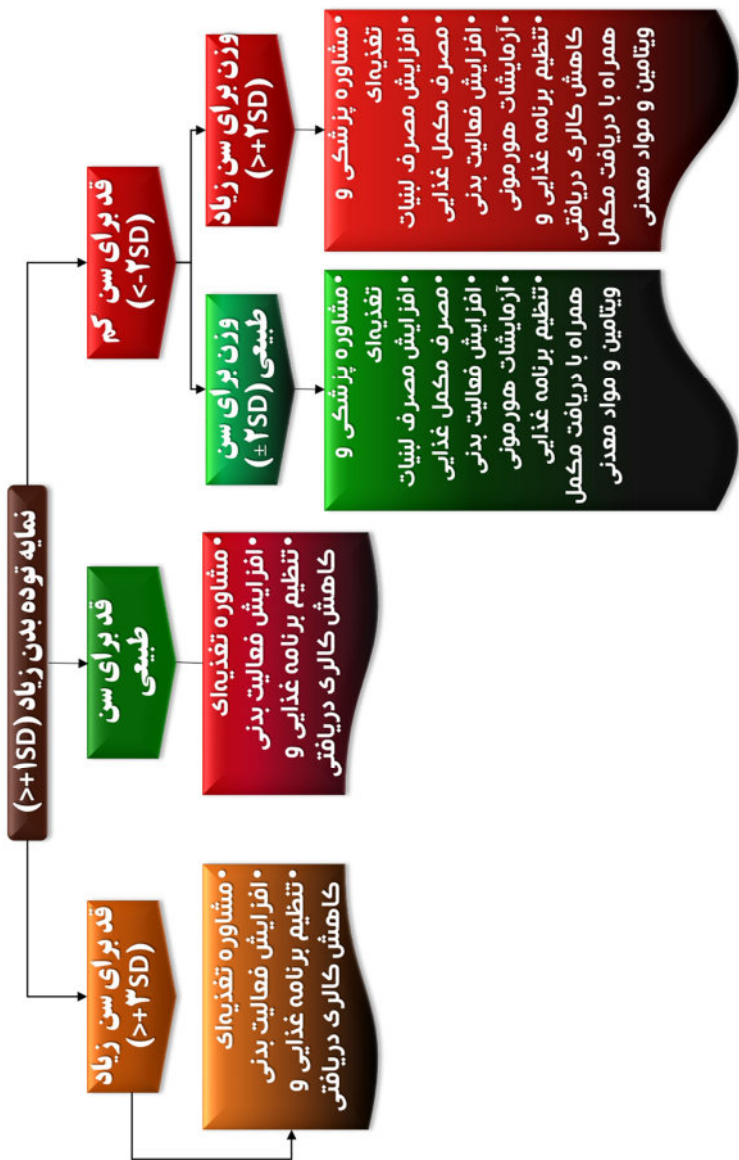 نمایه توده بدن زیاد (>+۱SD)
قد برای سن کم
(<-۲SD)
قد برای سن
طبیعی
قد برای سن زیاد
(>+۳SD)
وزن برای سن زیاد
(>+۲SD)
وزن برای سن
طبیعی (±۲SD)
•مشاوره پزشکی و
تغذیه‌ای
•افزایش مصرف لبنیات
•مصرف مکمل غذایی
•افزایش فعالیت بدنی
•آزمایشات هورمونی
•تنظیم برنامه غذایی و
کاهش کالری دریافتی
همراه با دریافت مکمل
ویتامین و مواد معدنی
•مشاوره پزشکی و
تغذیه‌ای
•افزایش مصرف لبنیات
•مصرف مکمل غذایی
•افزایش فعالیت بدنی
•آزمایشات هورمونی
•تنظیم برنامه غذایی
همراه با دریافت مکمل
ویتامین و مواد معدنی
•مشاوره تغذیه‌ای
•افزایش فعالیت بدنی
•تنظیم برنامه غذایی و
کاهش کالری دریافتی
•مشاوره تغذیه‌ای
•افزایش فعالیت بدنی
•تنظیم برنامه غذایی و
کاهش کالری دریافتی